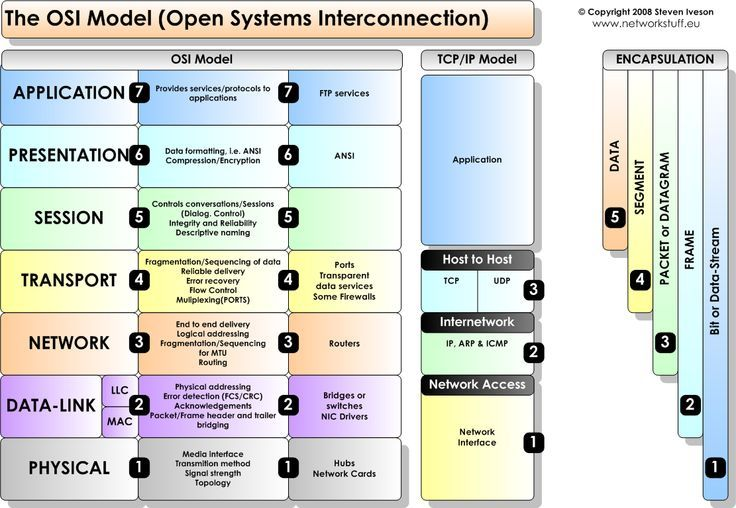 The OSI Model (Open Systems Interconnection)
© Copyright 2008 Steven Iveson
www.networkstuff.eu
OSI Model
APPLICATION
7
Provides services/protocols to
applications
7
FTP services
PRESENTATION
6
Data formatting, i.e. ANSI
Compression/Encryption
6
ANSI
SESSION
5
Controls conversations/Sessions
(Dialog. Control)
Integrity and Reliability
Descriptive naming
5
TRANSPORT
4
Fragmentation/Sequencing of data
Reliable delivery
Error recovery
Flow Control
Muliplexing(PORTS)
4
Ports
Transparent
data services
Some Firewalls
NETWORK
3
End to end delivery
Logical addressing
Fragmentation/Sequencing
for MTU
Routing
3
Routers
DATA-LINK
LLC
MAC
2
Physical addressing
Error detection (FCS/CRC)
Acknowledgements
Packet/Frame header and trailer
bridging
2
Bridges or
switches
NIC Drivers
PHYSICAL
1
Media interface
Transmition method
Signal strength
Topology
1
Hubs
Network Cards
TCP/IP Model
Application
Host to Host
TCP
UDP
3
Internetwork
IP, ARP & ICMP
2
Network Access
Network
Interface
1
ENCAPSULATION
DATA
5
SEGMENT
4
PACKET or DATAGRAM
3
FRAME
2
Bit or Data-Stream
1